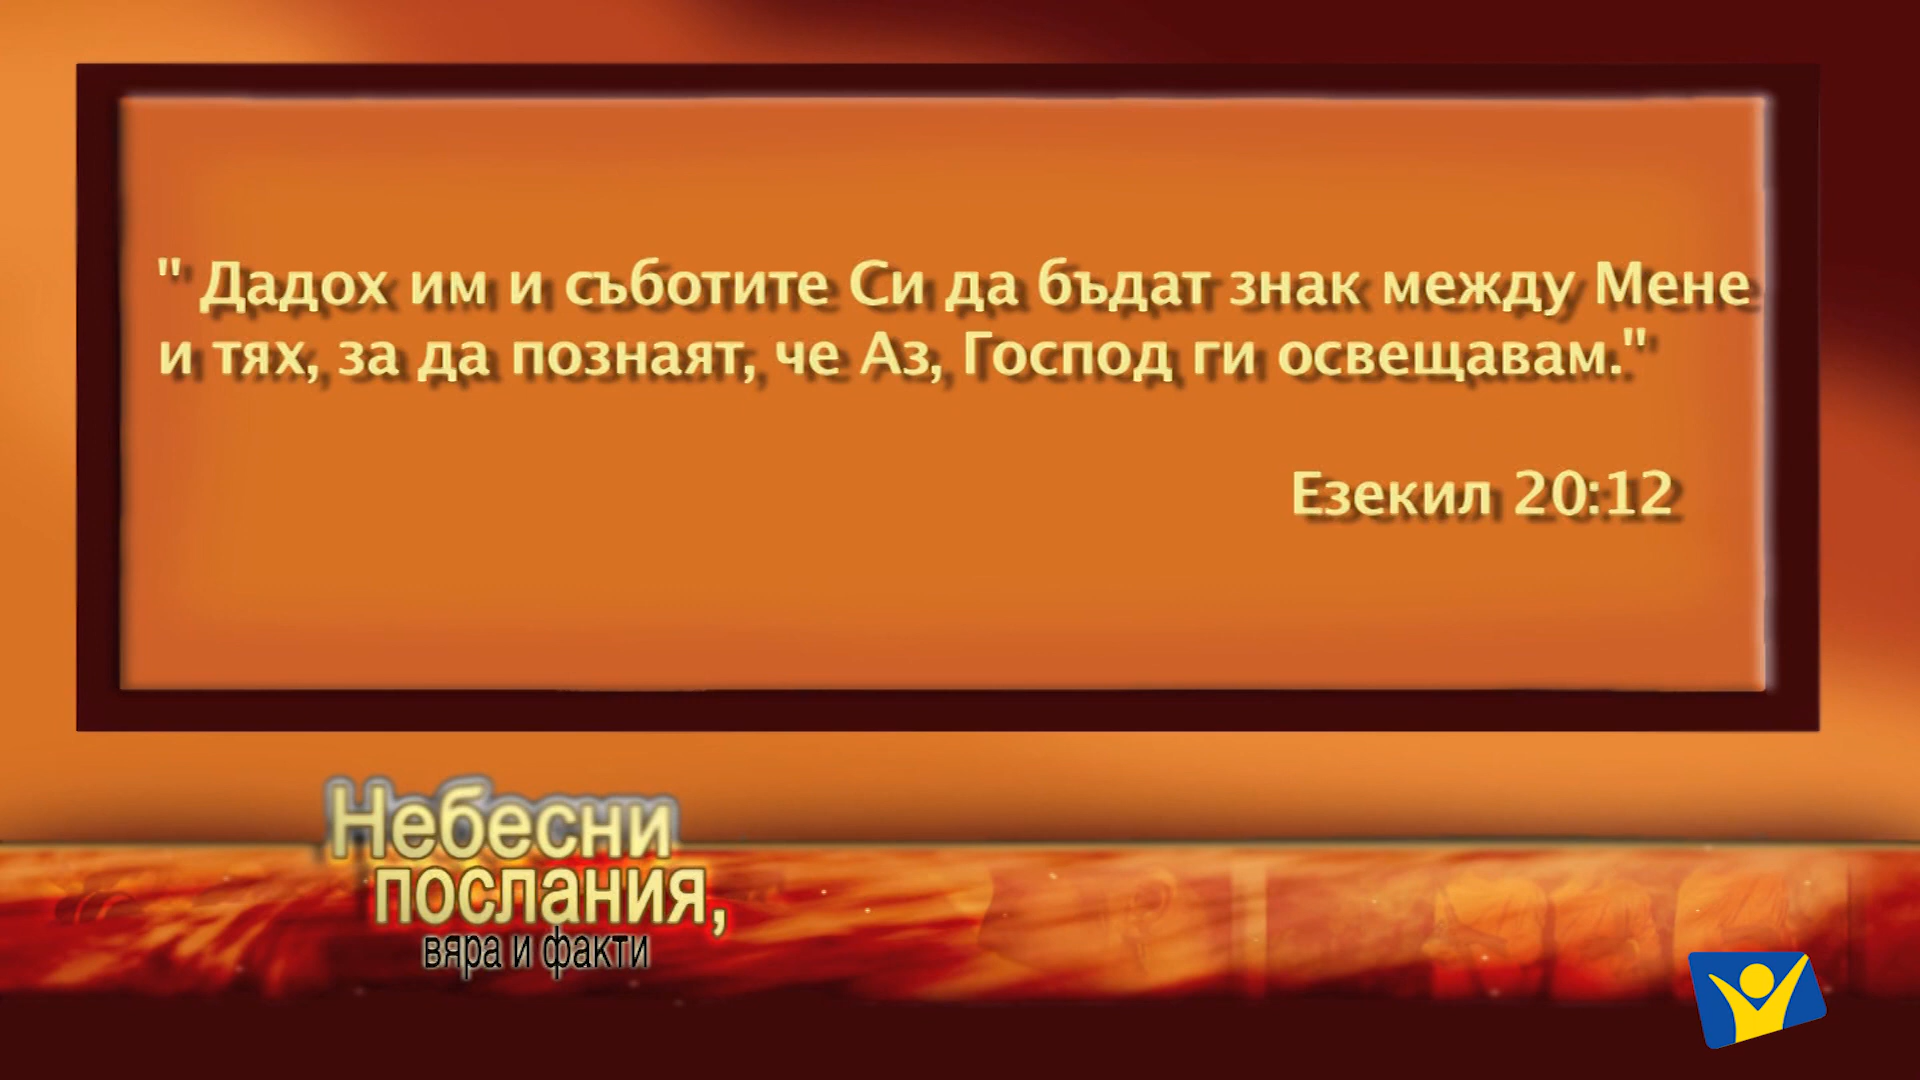 " Дадох им и съботите Си да бъдат знак между Мене
и тях, за да познаят, че Аз, Господ ги освещавам."
Езекил 20:12
Небесни
послания,
вяра и факти